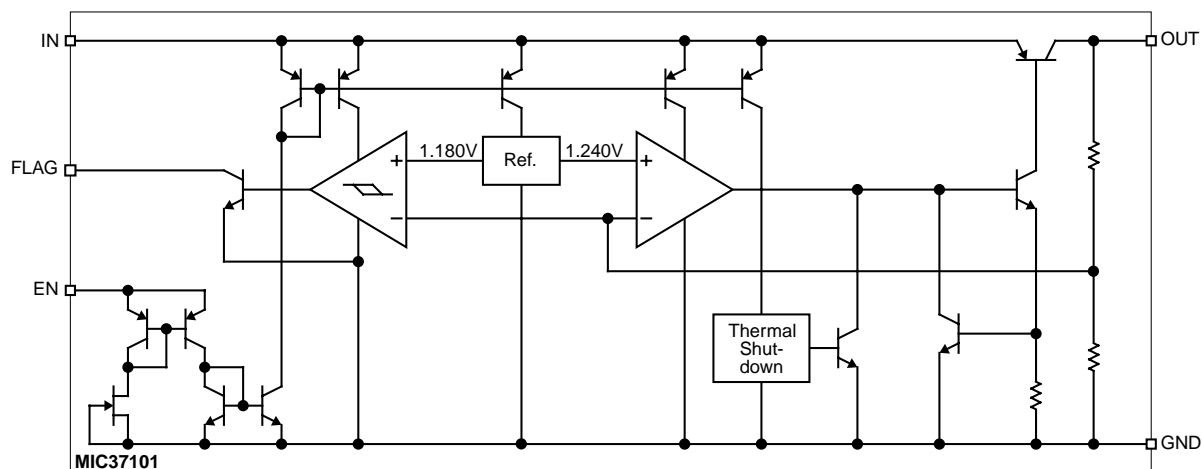 IN
OUT
FLAG
+
1.180V
Ref.
1.240V
+
−
−
EN
Thermal
Shut-
down
GND
MIC37101